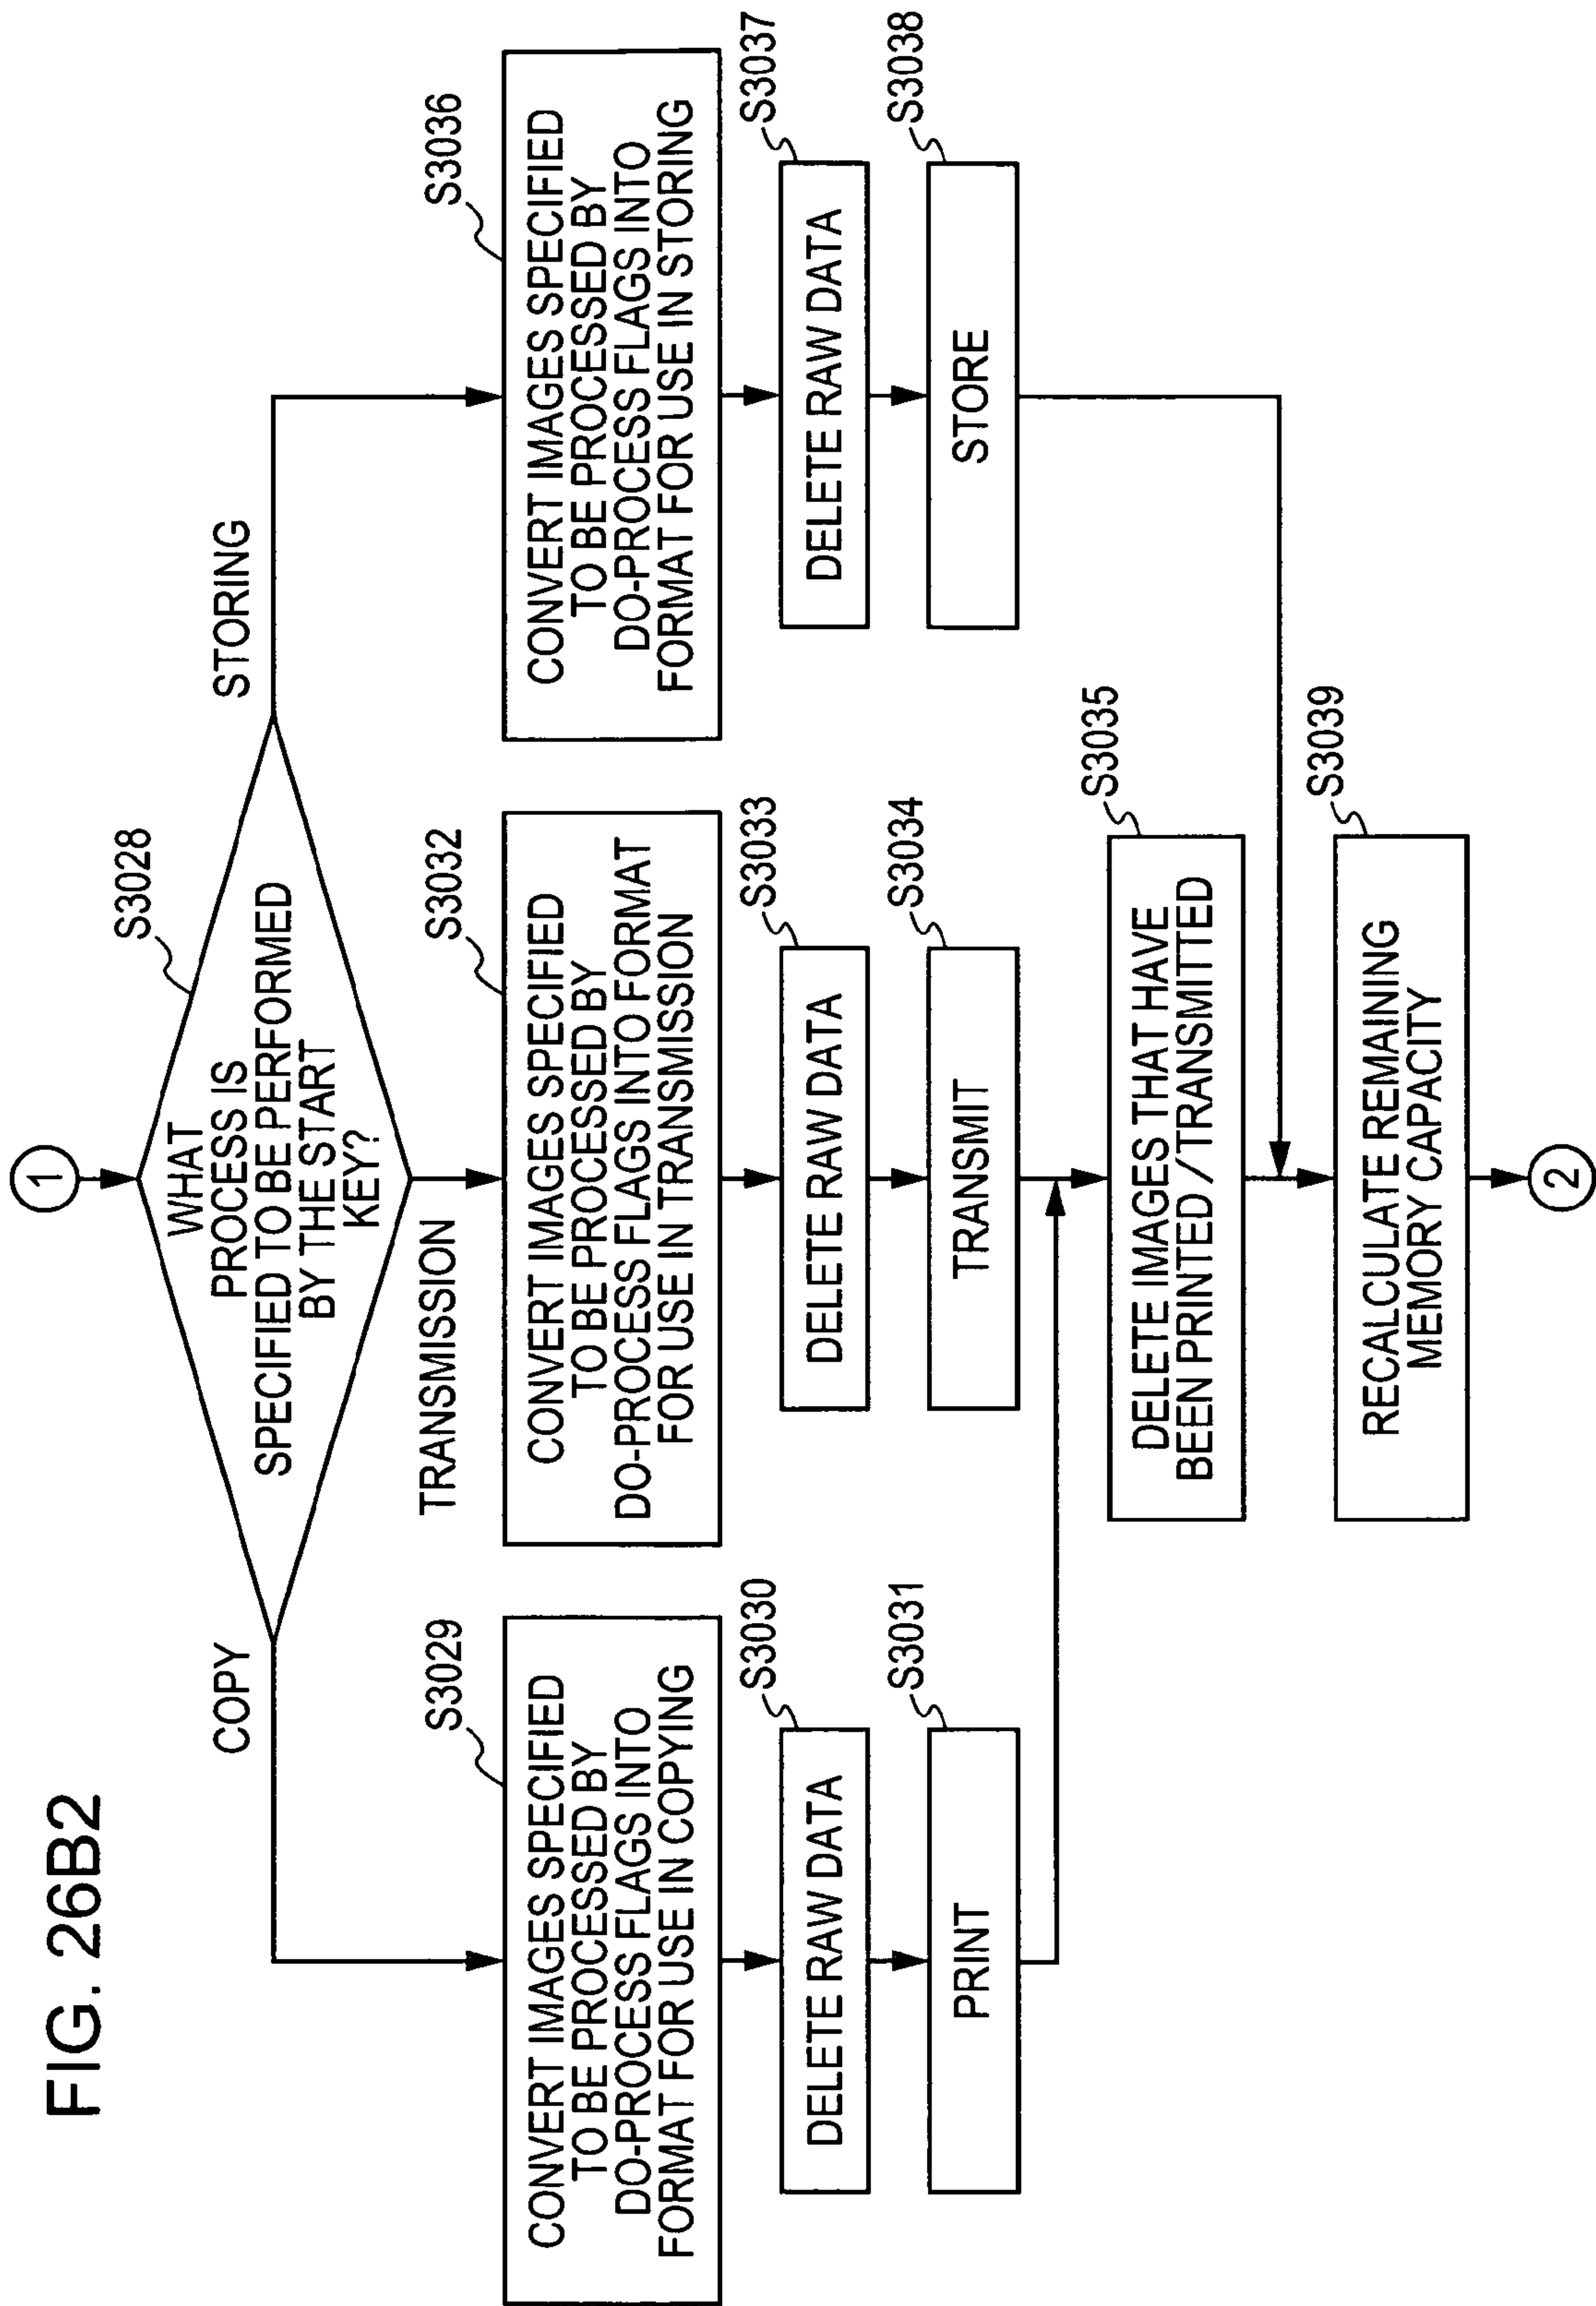 FIG. 26B2
1
S3028
WHAT
PROCESS IS
SPECIFIED TO BE PERFORMED
BY THE START
KEY?
COPY
TRANSMISSION
STORING
S3029
CONVERT IMAGES SPECIFIED
TO BE PROCESSED BY
DO-PROCESS FLAGS INTO
FORMAT FOR USE IN COPYING
S3030
DELETE RAW DATA
S3031
PRINT
S3032
CONVERT IMAGES SPECIFIED
TO BE PROCESSED BY
DO-PROCESS FLAGS INTO FORMAT
FOR USE IN TRANSMISSION
S3033
DELETE RAW DATA
S3034
TRANSMIT
S3036
CONVERT IMAGES SPECIFIED
TO BE PROCESSED BY
DO-PROCESS FLAGS INTO
FORMAT FOR USE IN STORING
S3037
DELETE RAW DATA
S3038
STORE
S3035
DELETE IMAGES THAT HAVE
BEEN PRINTED/TRANSMITTED
S3039
RECALCULATE REMAINING
MEMORY CAPACITY
2